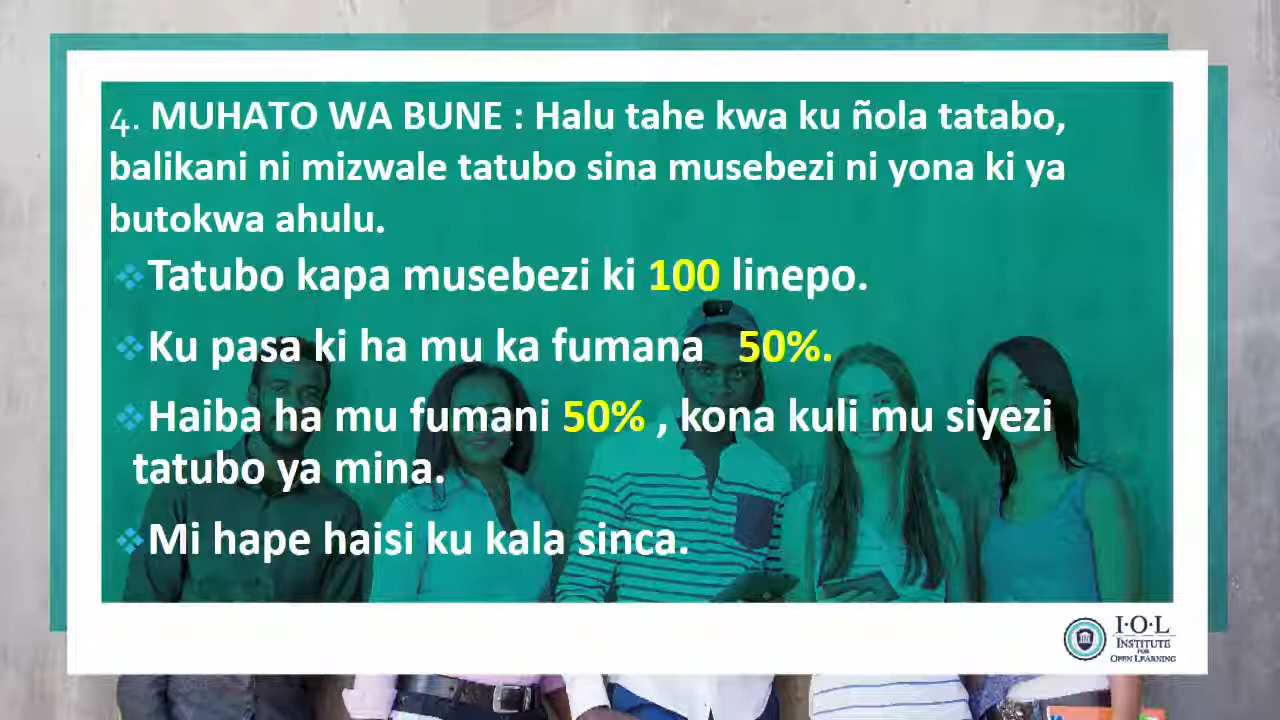 4. MUHATO WA BUNE : Halu tahe kwa ku ñola tatabo,
balikani ni mizwale tatubo sina musebezi ni yona ki ya
butokwa ahulu.
Tatubo kapa musebezi ki 100 linepo.
Ku pasa ki ha mu ka fumana 50%.
Haiba ha mu fumani 50% , kona kuli mu siyezi
tatubo ya mina.
Mi hape haisi ku kala sinca.
I·O·L
INSTITUTE
FOR
OPEN LEARNING